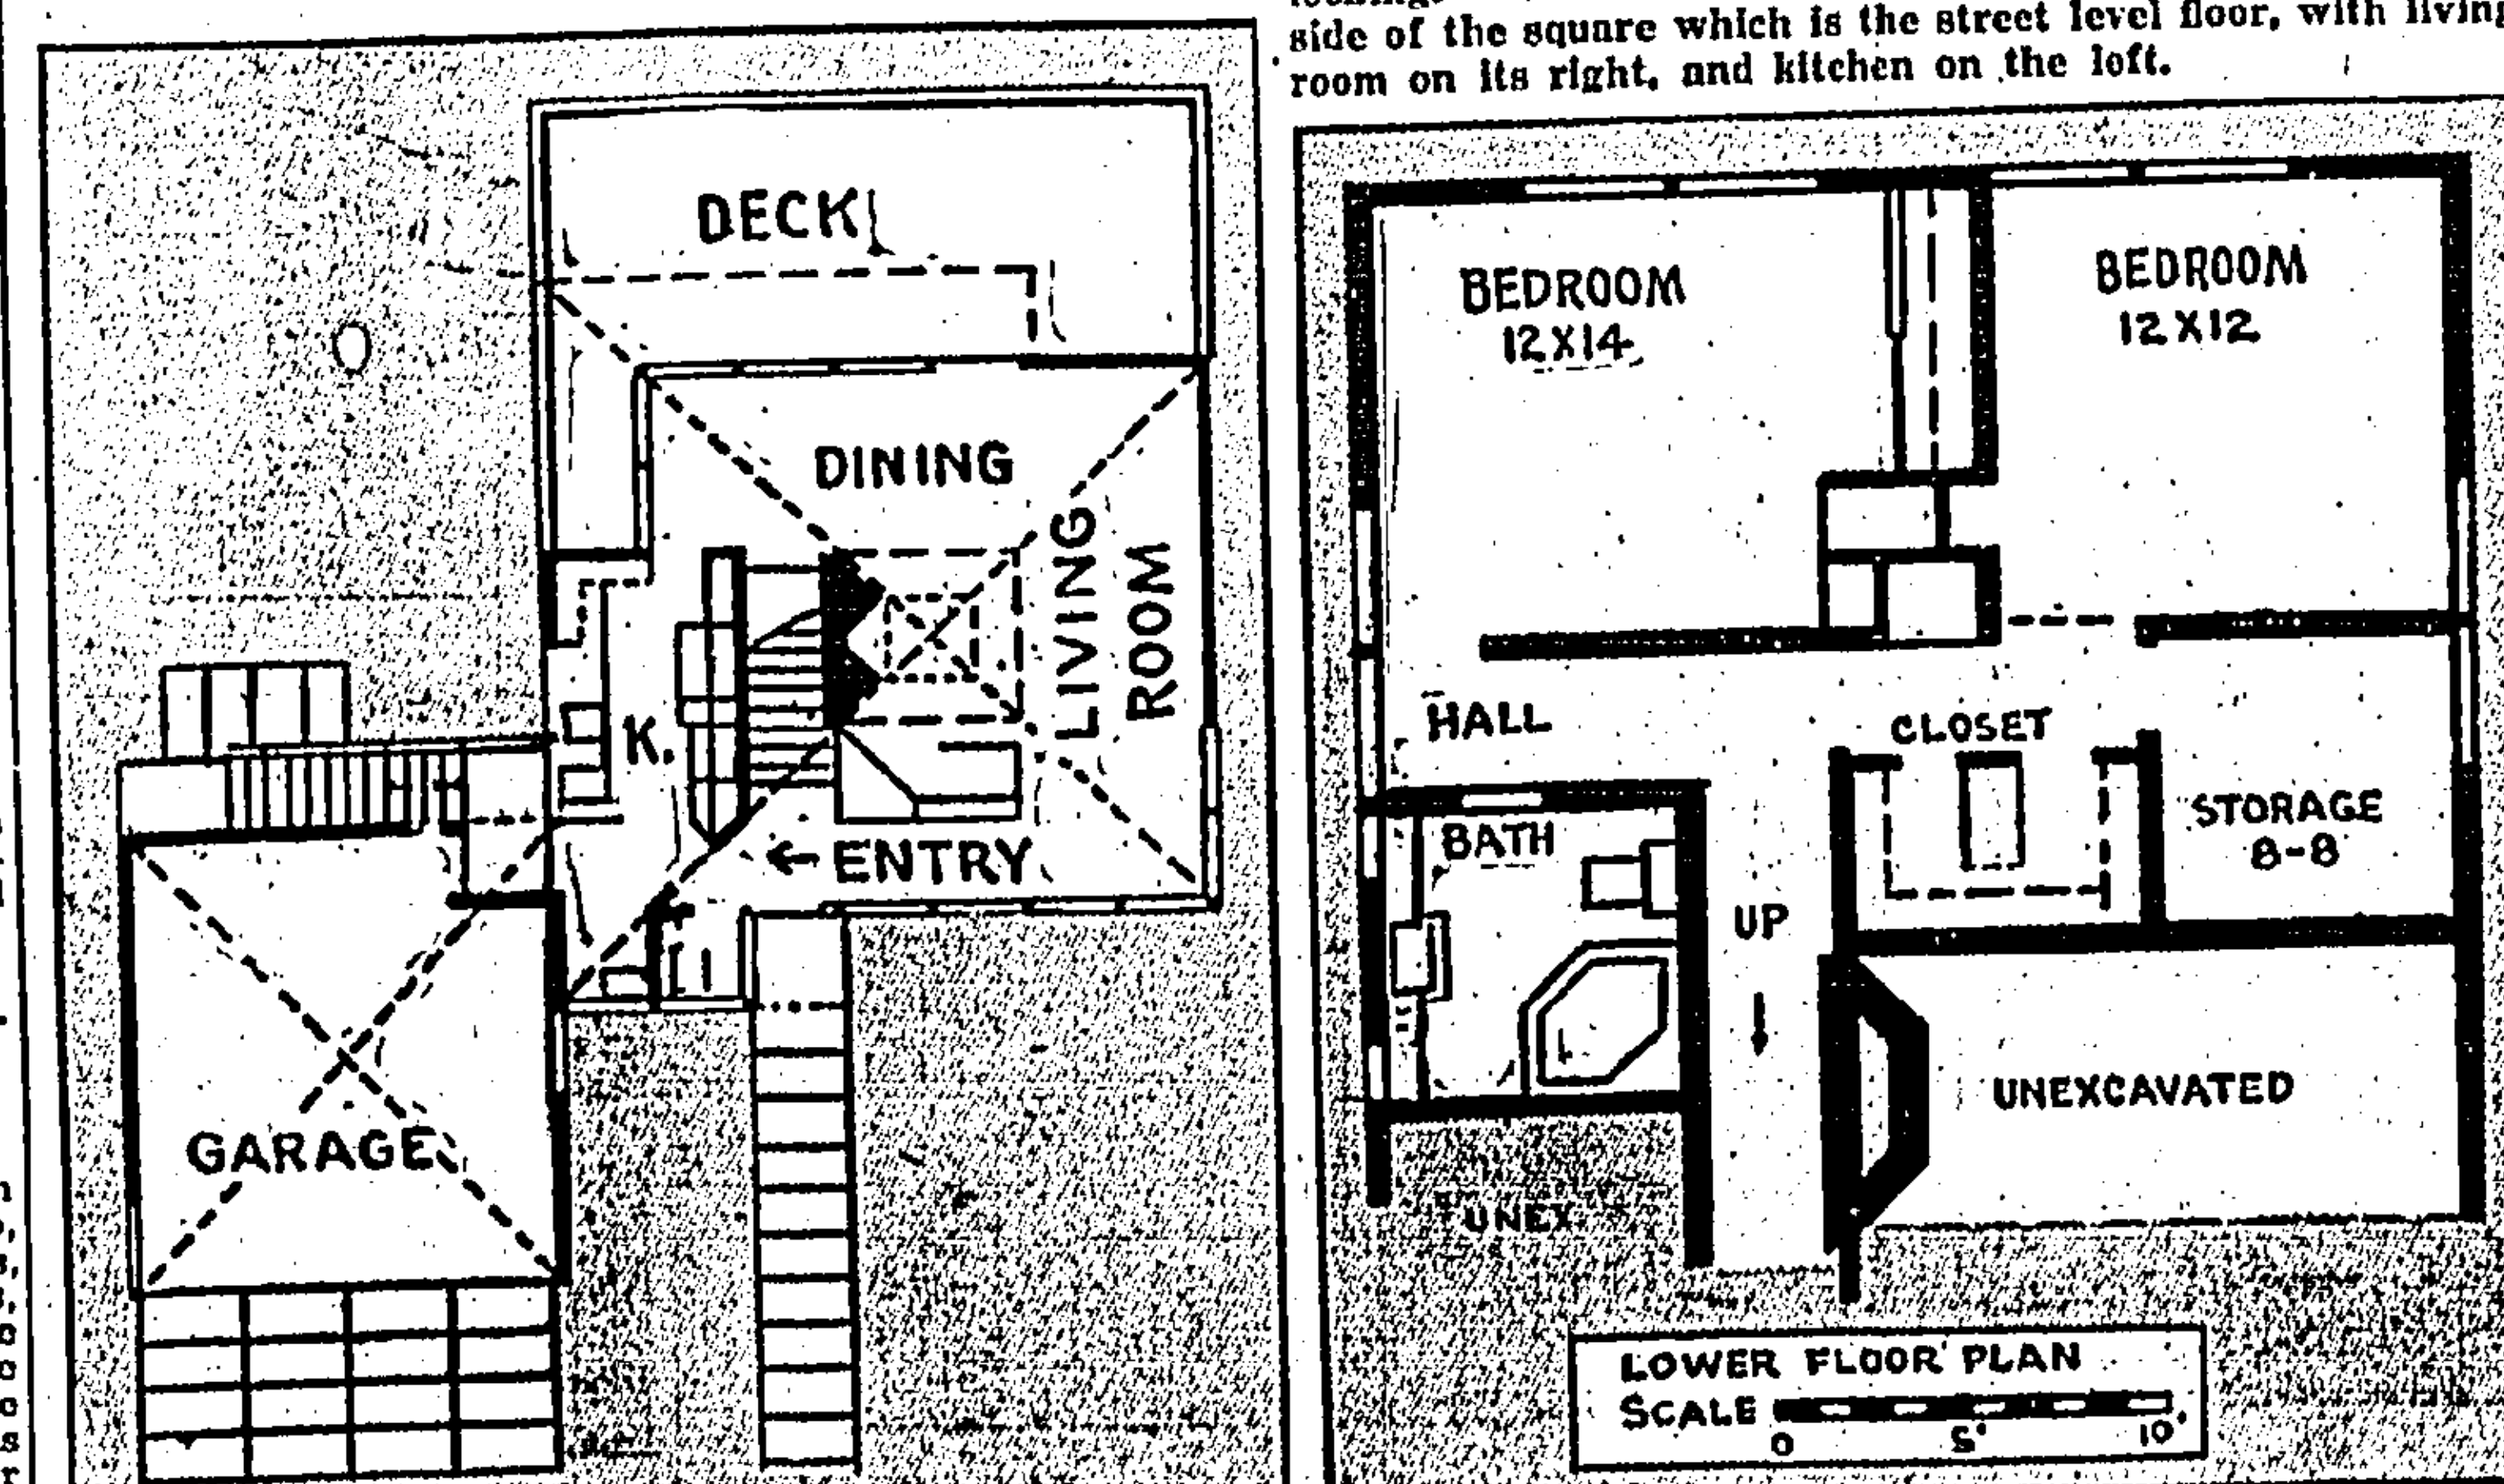 side of the square which is the street level floor, with living
room on its right, and kitchen on the left.
DECK
DINING
LIVING
ROOM
K.
← ENTRY
GARAGE
BEDROOM
12X14
BEDROOM
12X12
HALL
CLOSET
BATH
STORAGE
8-8
UP
UNEXCAVATED
UNEX.
LOWER FLOOR PLAN
SCALE
0 5' 10'